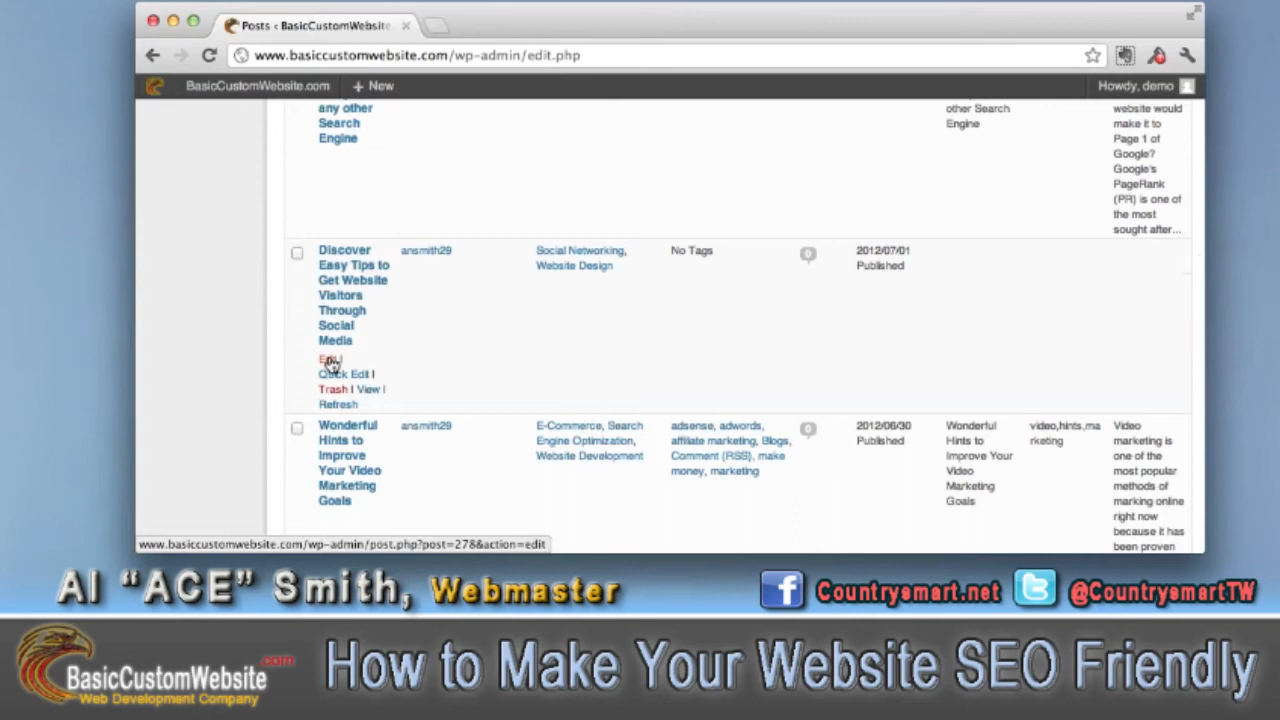 Posts ‹ BasicCustomWebsite.
www.basiccustomwebsite.com/wp-admin/edit.php
BasicCustomWebsite.com + New Howdy, demo
any other
Search
Engine
other Search
Engine
website would
make it to
Page 1 of
Google?
Google's
PageRank
(PR) is one of
the most
sought after...
Discover
Easy Tips to
Get Website
Visitors
Through
Social
Media
Edit |
Quick Edit |
Trash | View |
Refresh
ansmith29
Social Networking,
Website Design
No Tags
0
2012/07/01
Published
Wonderful
Hints to
Improve
Your Video
Marketing
Goals
ansmith29
E-Commerce, Search
Engine Optimization,
Website Development
adsense, adwords,
affiliate marketing, Blogs,
Comment (RSS), make
money, marketing
0
2012/06/30
Published
Wonderful
Hints to
Improve
Your Video
Marketing
Goals
video,hints,ma
rketing
Video
marketing is
one of the
most popular
methods of
marking online
right now
because it has
been proven
www.basiccustomwebsite.com/wp-admin/post.php?post=278&action=edit
Al “ACE” Smith, Webmaster
Countrysmart.net
@CountrysmartTW
BasicCustomWebsite.com
Web Development Company
How to Make Your Website SEO Friendly